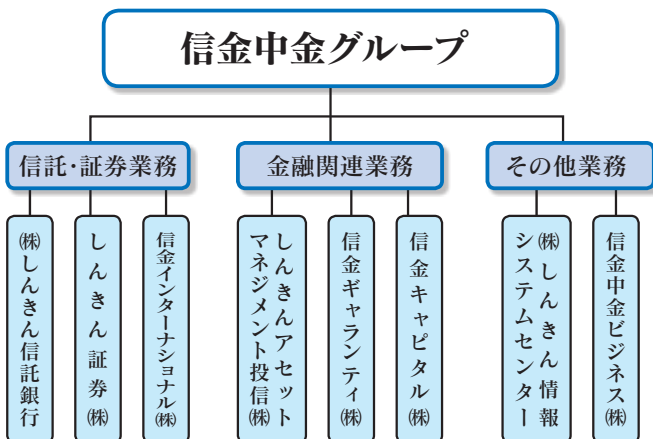 信金中金グループ
信託・証券業務
金融関連業務
その他業務
㈱しんきん信託銀行
しんきん証券㈱
信金インターナショナル㈱
しんきんアセット
マネジメント投信㈱
信金ギャランティ㈱
信金キャピタル㈱
㈱しんきん情報
システムセンター
信金中金ビジネス㈱